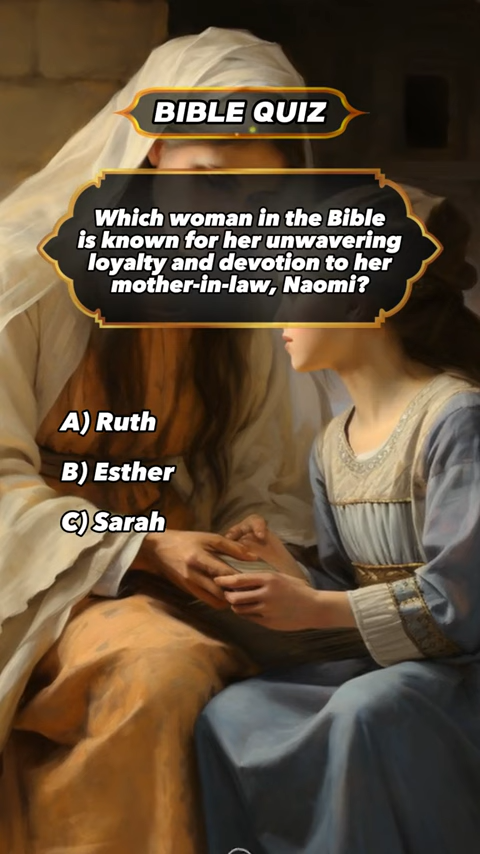 BIBLE QUIZ
Which woman in the Bible
is known for her unwavering
loyalty and devotion to her
mother-in-law, Naomi?
A) Ruth
B) Esther
C) Sarah